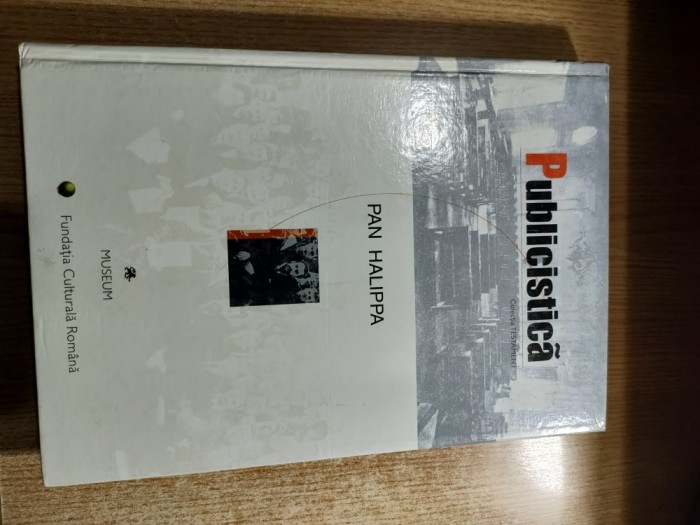 Publicistică
Colecția TESTAMENT
PAN HALIPPA
MUSEUM
Fundația Culturală Română